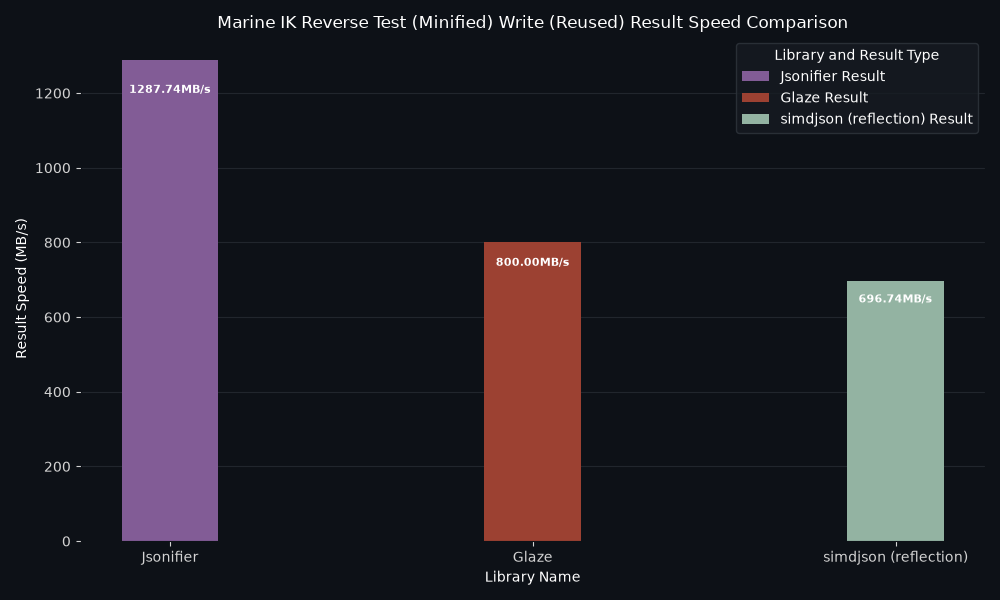 Marine IK Reverse Test (Minified) Write (Reused) Result Speed Comparison
Library and Result Type
Jsonifier Result
Glaze Result
simdjson (reflection) Result
Result Speed (MB/s)
1200
1000
800
600
400
200
0
1287.74MB/s
800.00MB/s
696.74MB/s
Jsonifier
Glaze
simdjson (reflection)
Library Name